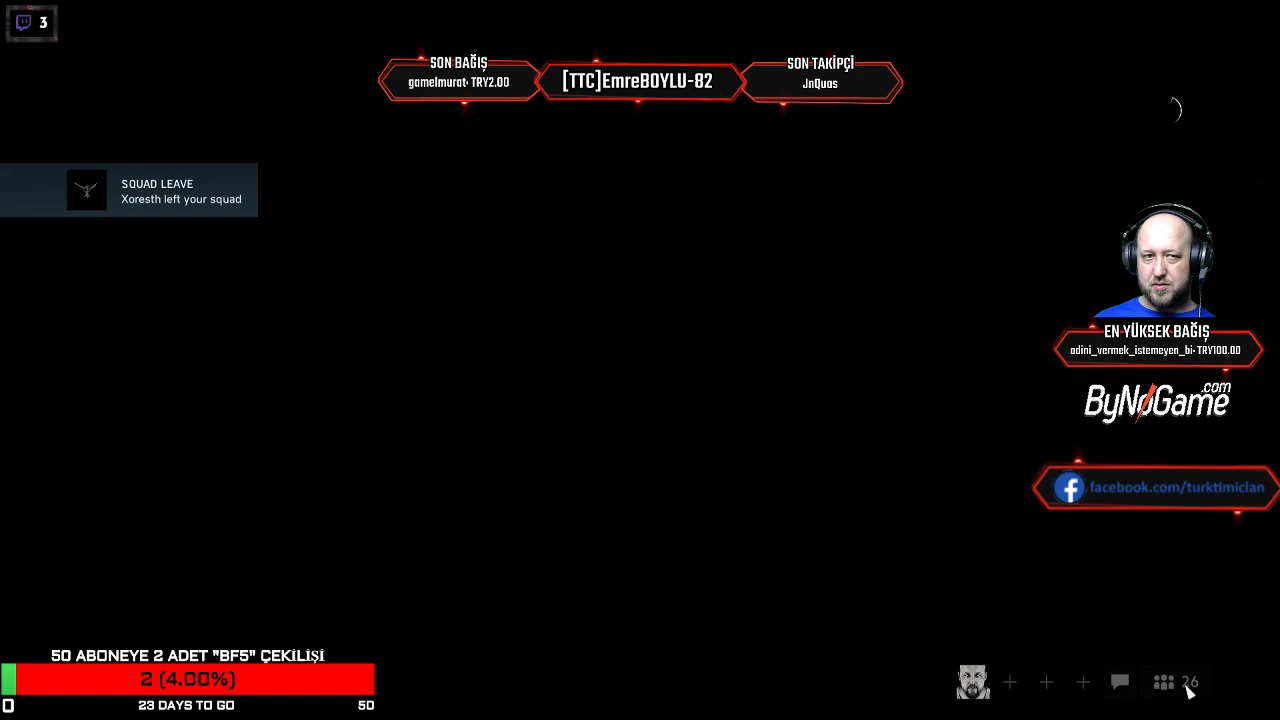 3
SON BAĞIŞ
gamelmurat• TRY2.00
[TTC]EmreBOYLU-82
SON TAKİPÇİ
JnQuas
SQUAD LEAVE
Xoresth left your squad
EN YÜKSEK BAĞIŞ
adini_vermek_istemeyen_bi• TRY100.00
ByNoGame.com
facebook.com/turktimiclan
50 ABONEYE 2 ADET "BF5" ÇEKİLİŞİ
2 (4.00%)
0 23 DAYS TO GO 50
26